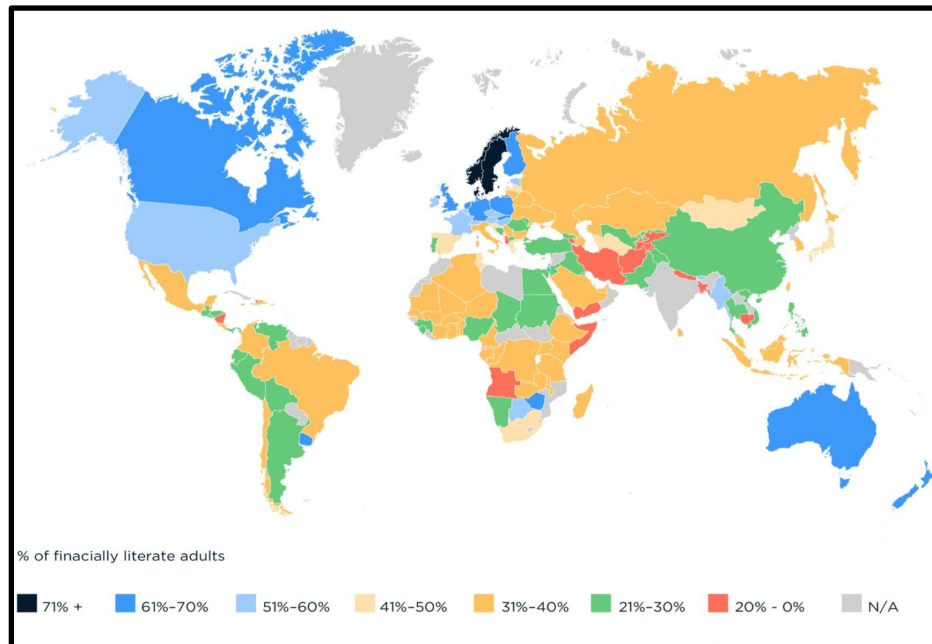 % of finacially literate adults
71% + 61%–70% 51%–60% 41%–50% 31%–40% 21%–30% 20% - 0% N/A